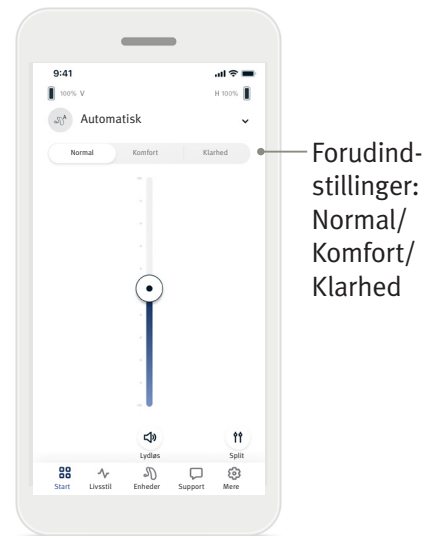 9:41
100% V H 100%
Automatisk
Normal Komfort Klarhed
Forudind-
stillinger:
Normal/
Komfort/
Klarhed
Lydløs Split
Start Livsstil Enheder Support Mere